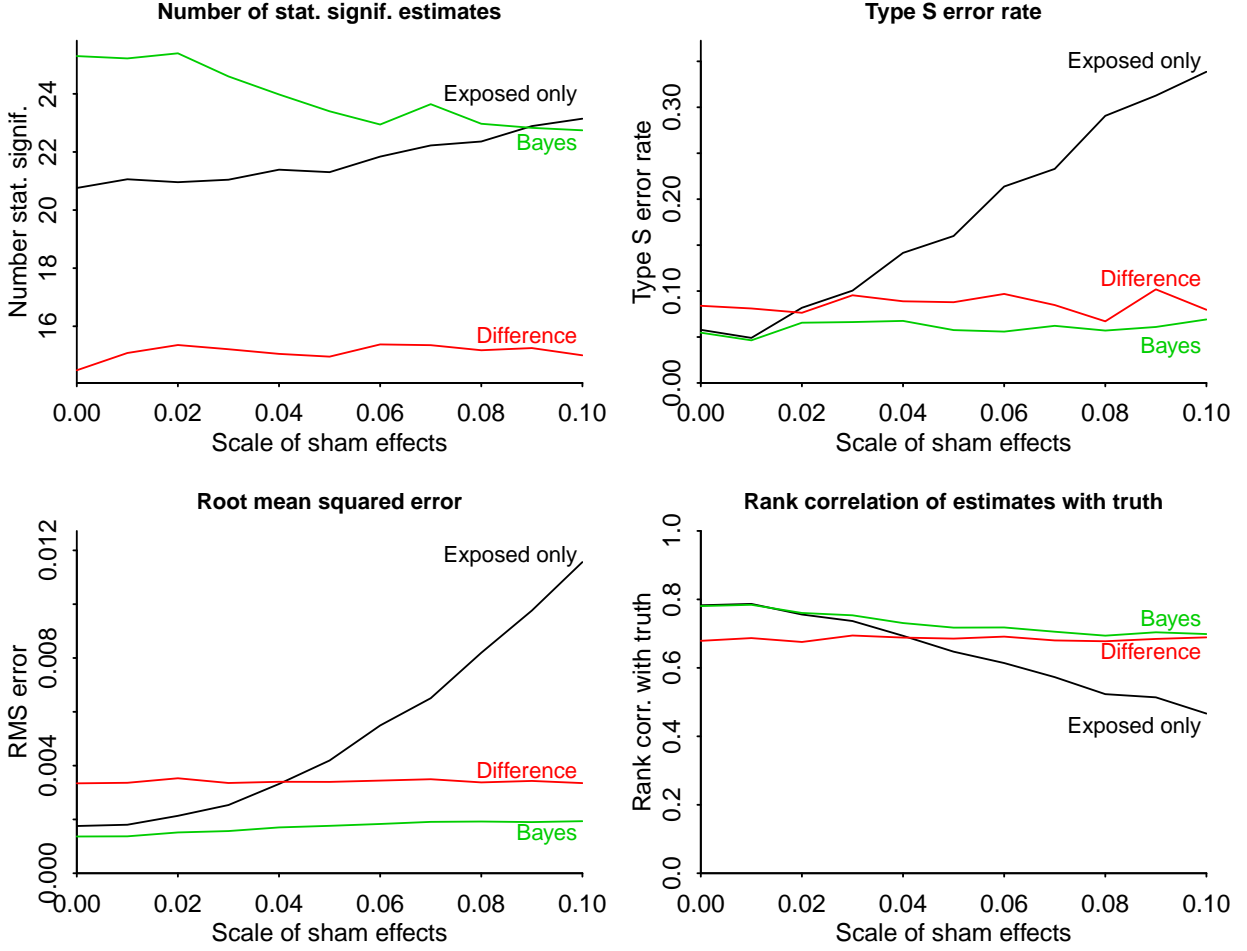 Number of stat. signif. estimates
Number stat. signif.
24
22
20
18
16
Exposed only
Bayes
Difference
0.00 0.02 0.04 0.06 0.08 0.10
Scale of sham effects
Type S error rate
Type S error rate
0.30
0.20
0.10
0.00
Exposed only
Difference
Bayes
0.00 0.02 0.04 0.06 0.08 0.10
Scale of sham effects
Root mean squared error
RMS error
0.012
0.008
0.004
0.000
Exposed only
Difference
Bayes
0.00 0.02 0.04 0.06 0.08 0.10
Scale of sham effects
Rank correlation of estimates with truth
Rank corr. with truth
1.0
0.8
0.6
0.4
0.2
0.0
Bayes
Difference
Exposed only
0.00 0.02 0.04 0.06 0.08 0.10
Scale of sham effects